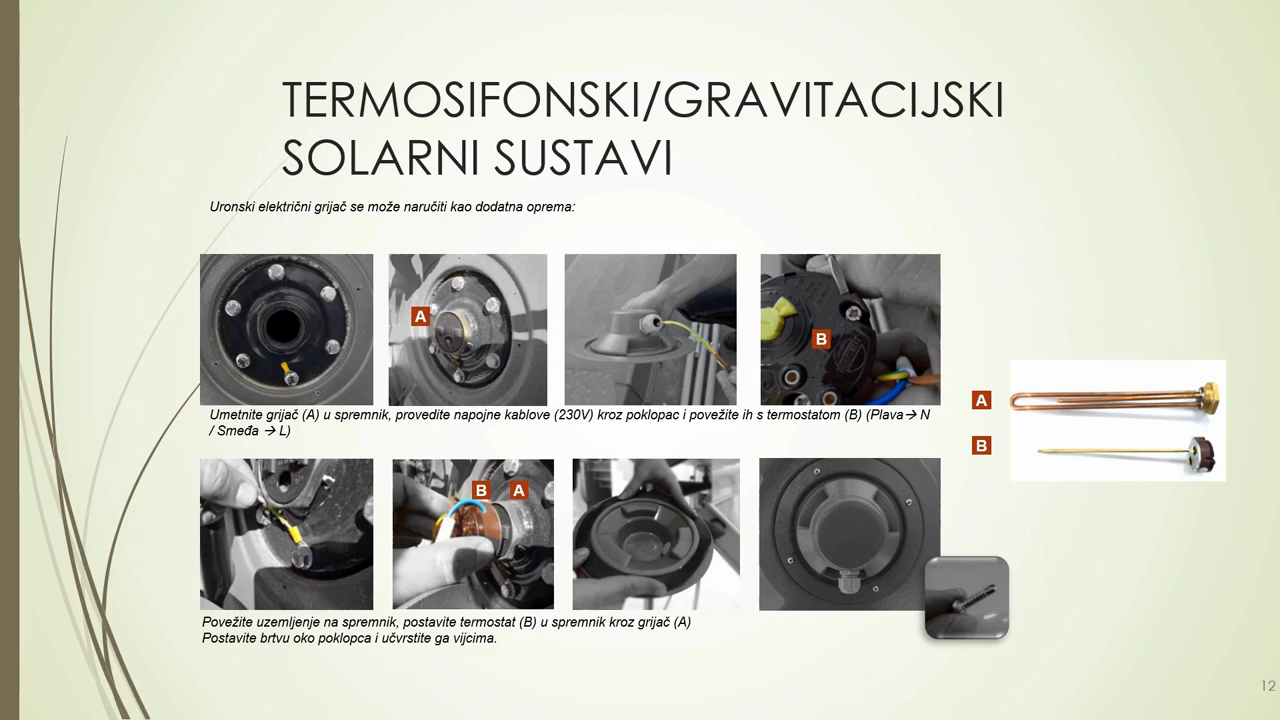 TERMOSIFONSKI/GRAVITACIJSKI
SOLARNI SUSTAVI
Uronski električni grijač se može naručiti kao dodatna oprema:
A
B
Umetnite grijač (A) u spremnik, provedite napojne kablove (230V) kroz poklopac i povežite ih s termostatom (B) (Plava→ N
/ Smeđa → L)
A
B
B
A
Povežite uzemljenje na spremnik, postavite termostat (B) u spremnik kroz grijač (A)
Postavite brtvu oko poklopca i učvrstite ga vijcima.
12